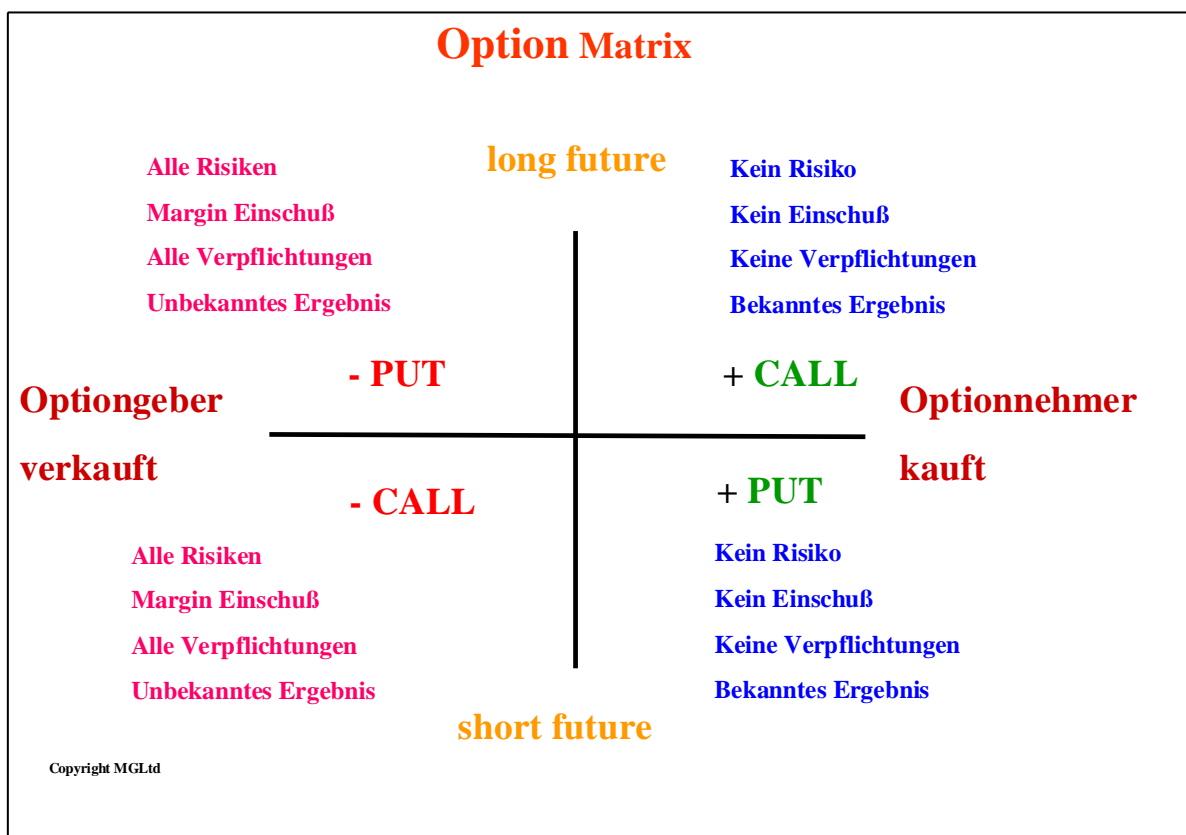 Option Matrix
long future
Alle Risiken
Margin Einschuß
Alle Verpflichtungen
Unbekanntes Ergebnis
Kein Risiko
Kein Einschuß
Keine Verpflichtungen
Bekanntes Ergebnis
- PUT
+ CALL
Optiongeber
verkauft
Optionnehmer
kauft
- CALL
+ PUT
Alle Risiken
Margin Einschuß
Alle Verpflichtungen
Unbekanntes Ergebnis
Kein Risiko
Kein Einschuß
Keine Verpflichtungen
Bekanntes Ergebnis
short future
Copyright MGLtd